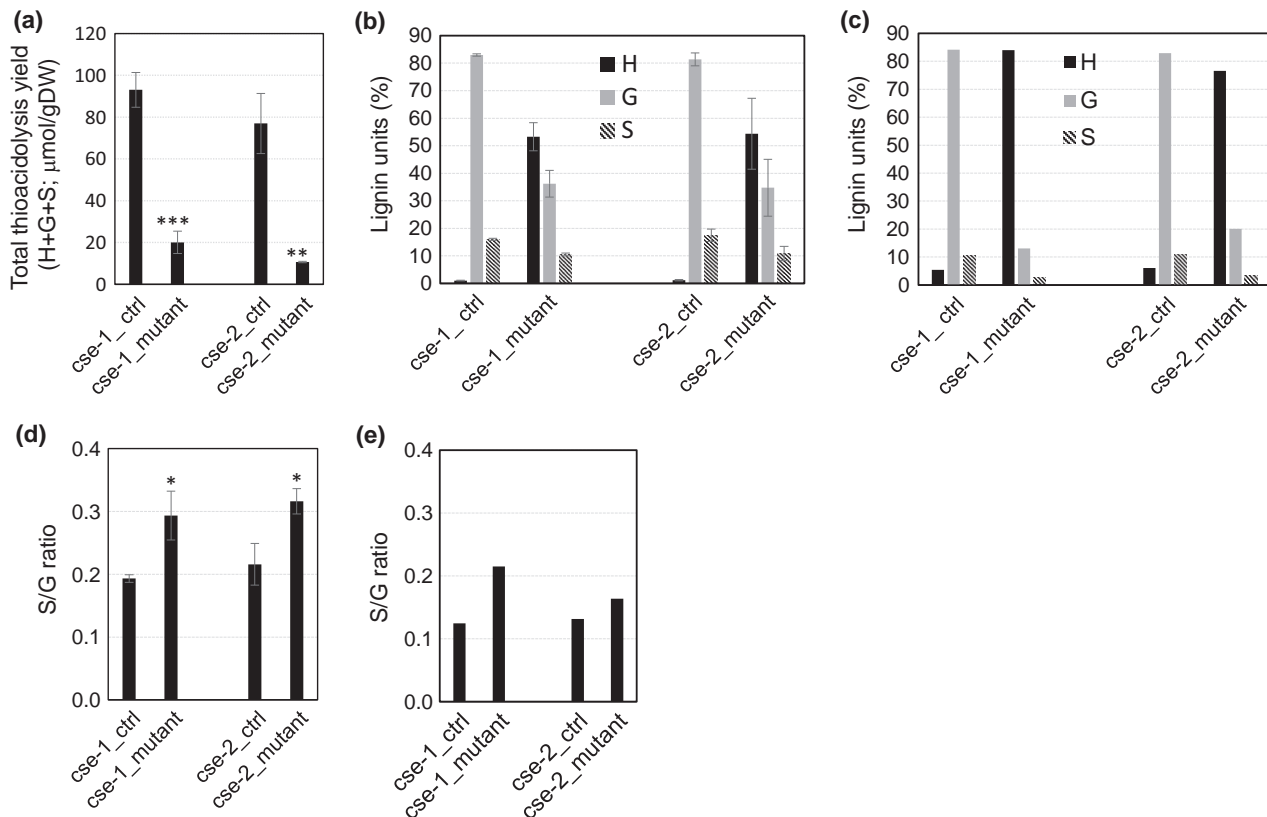 (a)
Total thioacidolysis yield
(H+G+S; μmol/gDW)
120
100
80
60
40
20
0
***
**
cse-1_ctrl
cse-1_mutant
cse-2_ctrl
cse-2_mutant
(b)
Lignin units (%)
90
80
70
60
50
40
30
20
10
0
H
G
S
cse-1_ctrl
cse-1_mutant
cse-2_ctrl
cse-2_mutant
(c)
Lignin units (%)
90
80
70
60
50
40
30
20
10
0
H
G
S
cse-1_ctrl
cse-1_mutant
cse-2_ctrl
cse-2_mutant
(d)
S/G ratio
0.4
0.3
0.2
0.1
0.0
*
*
cse-1_ctrl
cse-1_mutant
cse-2_ctrl
cse-2_mutant
(e)
S/G ratio
0.4
0.3
0.2
0.1
0.0
cse-1_ctrl
cse-1_mutant
cse-2_ctrl
cse-2_mutant